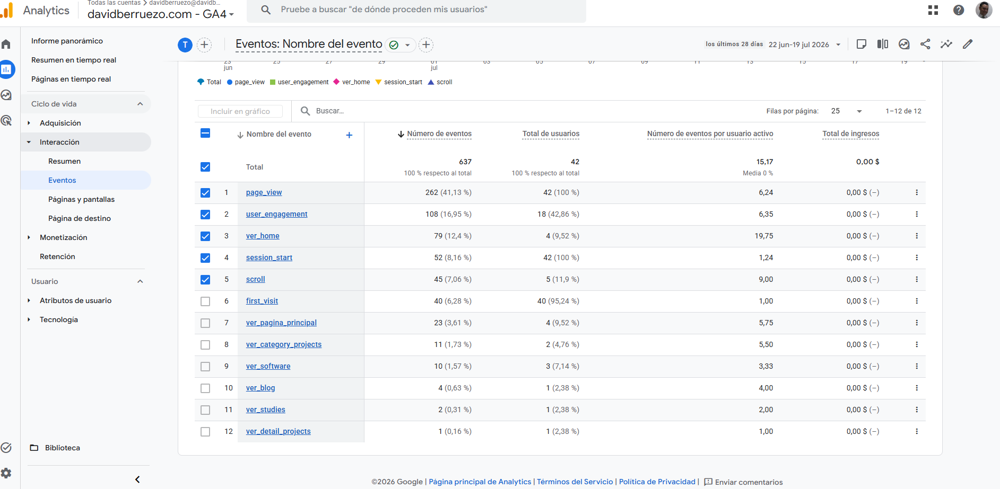 Analytics
Todas las cuentas > davidberruezo@davidb...
davidberruezo.com - GA4
Pruebe a buscar "de dónde proceden mis usuarios"
Informe panorámico
Resumen en tiempo real
Páginas en tiempo real
Ciclo de vida
Adquisición
Interacción
Resumen
Eventos
Páginas y pantallas
Página de destino
Monetización
Retención
Usuario
Atributos de usuario
Tecnología
Biblioteca
T
Eventos: Nombre del evento
los últimos 28 días 22 jun-19 jul 2026
23 25 27 29 01 03 05 07 09 11 13 15 17 19
jun jul
Total page_view user_engagement ver_home session_start scroll
Incluir en gráfico Buscar... Filas por página: 25 1–12 de 12
Nombre del evento + Número de eventos Total de usuarios Número de eventos por usuario activo Total de ingresos
Total 637 42 15,17 0,00 $
100 % respecto al total 100 % respecto al total Media 0 %
1 page_view 262 (41,13 %) 42 (100 %) 6,24 0,00 $ (–)
2 user_engagement 108 (16,95 %) 18 (42,86 %) 6,35 0,00 $ (–)
3 ver_home 79 (12,4 %) 4 (9,52 %) 19,75 0,00 $ (–)
4 session_start 52 (8,16 %) 42 (100 %) 1,24 0,00 $ (–)
5 scroll 45 (7,06 %) 5 (11,9 %) 9,00 0,00 $ (–)
6 first_visit 40 (6,28 %) 40 (95,24 %) 1,00 0,00 $ (–)
7 ver_pagina_principal 23 (3,61 %) 4 (9,52 %) 5,75 0,00 $ (–)
8 ver_category_projects 11 (1,73 %) 2 (4,76 %) 5,50 0,00 $ (–)
9 ver_software 10 (1,57 %) 3 (7,14 %) 3,33 0,00 $ (–)
10 ver_blog 4 (0,63 %) 1 (2,38 %) 4,00 0,00 $ (–)
11 ver_studies 2 (0,31 %) 1 (2,38 %) 2,00 0,00 $ (–)
12 ver_detail_projects 1 (0,16 %) 1 (2,38 %) 1,00 0,00 $ (–)
©2026 Google | Página principal de Analytics | Términos del Servicio | Política de Privacidad | Enviar comentarios